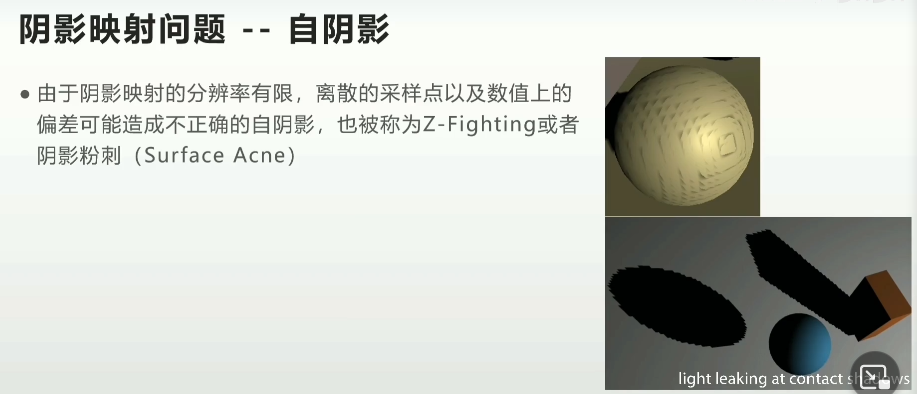 阴影映射问题 -- 自阴影
● 由于阴影映射的分辨率有限，离散的采样点以及数值上的
偏差可能造成不正确的自阴影，也被称为Z-Fighting或者
阴影粉刺（Surface Acne）
light leaking at contact shadows